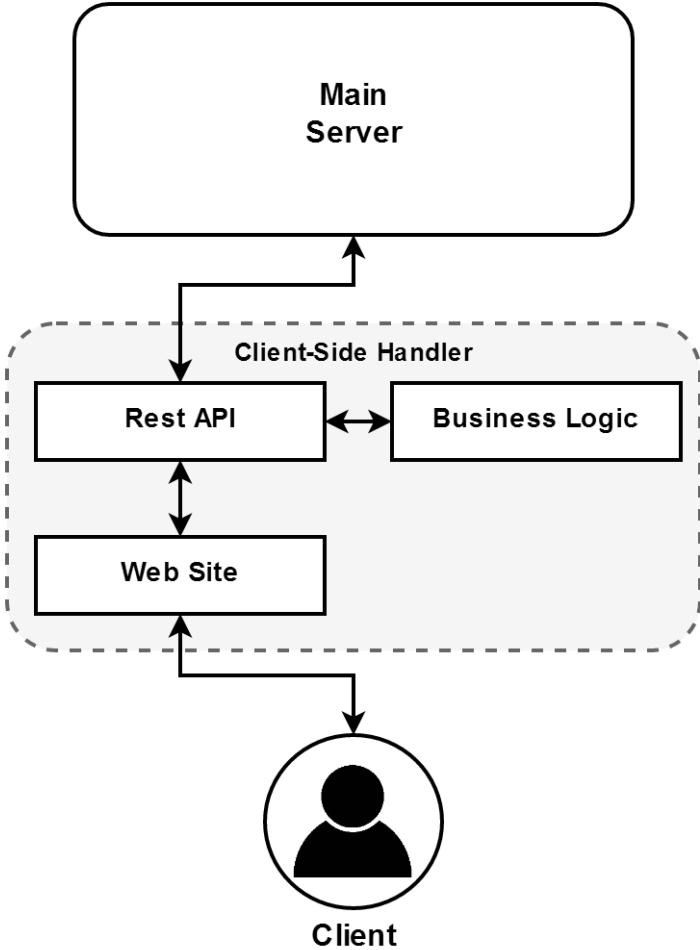 Main
Server
Client-Side Handler
Rest API
Business Logic
Web Site
Client